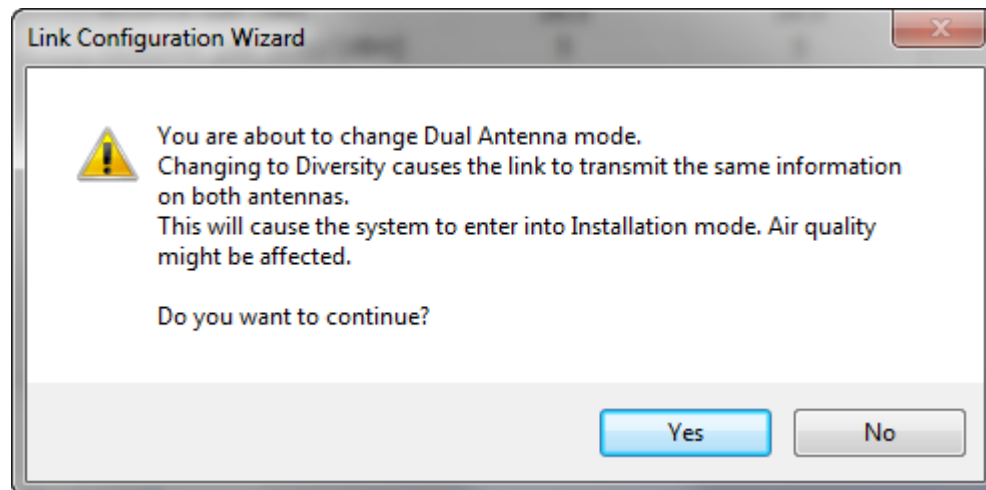 Link Configuration Wizard
You are about to change Dual Antenna mode.
Changing to Diversity causes the link to transmit the same information
on both antennas.
This will cause the system to enter into Installation mode. Air quality
might be affected.
Do you want to continue?
Yes
No